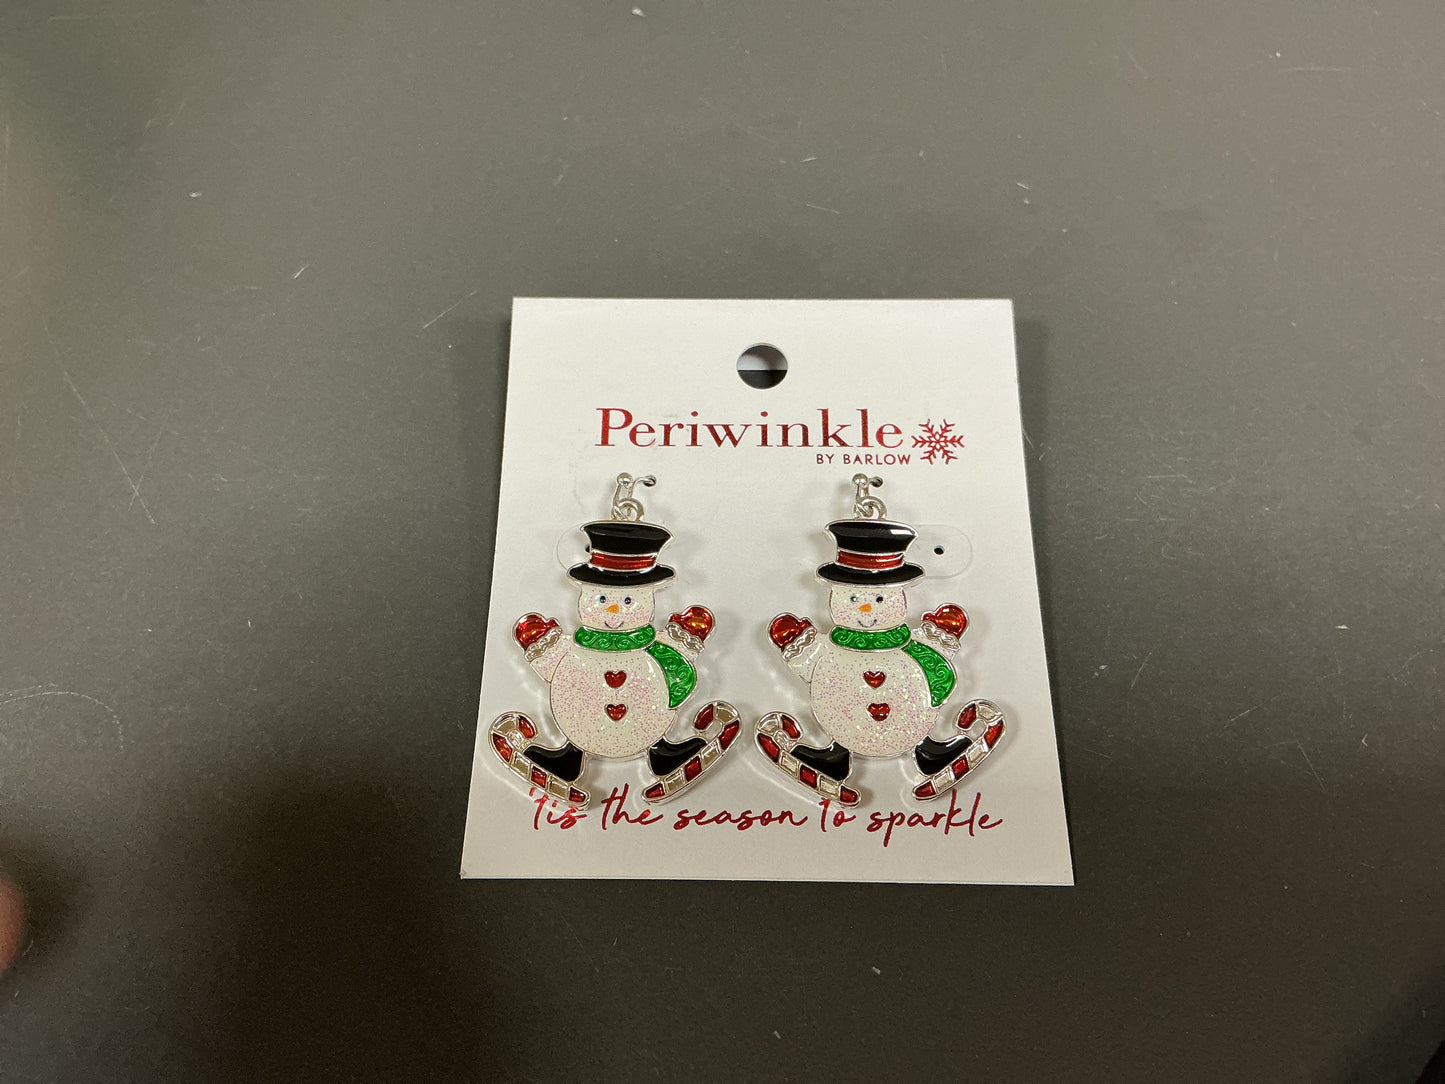 Periwinkle
BY BARLOW
'tis the season to sparkle